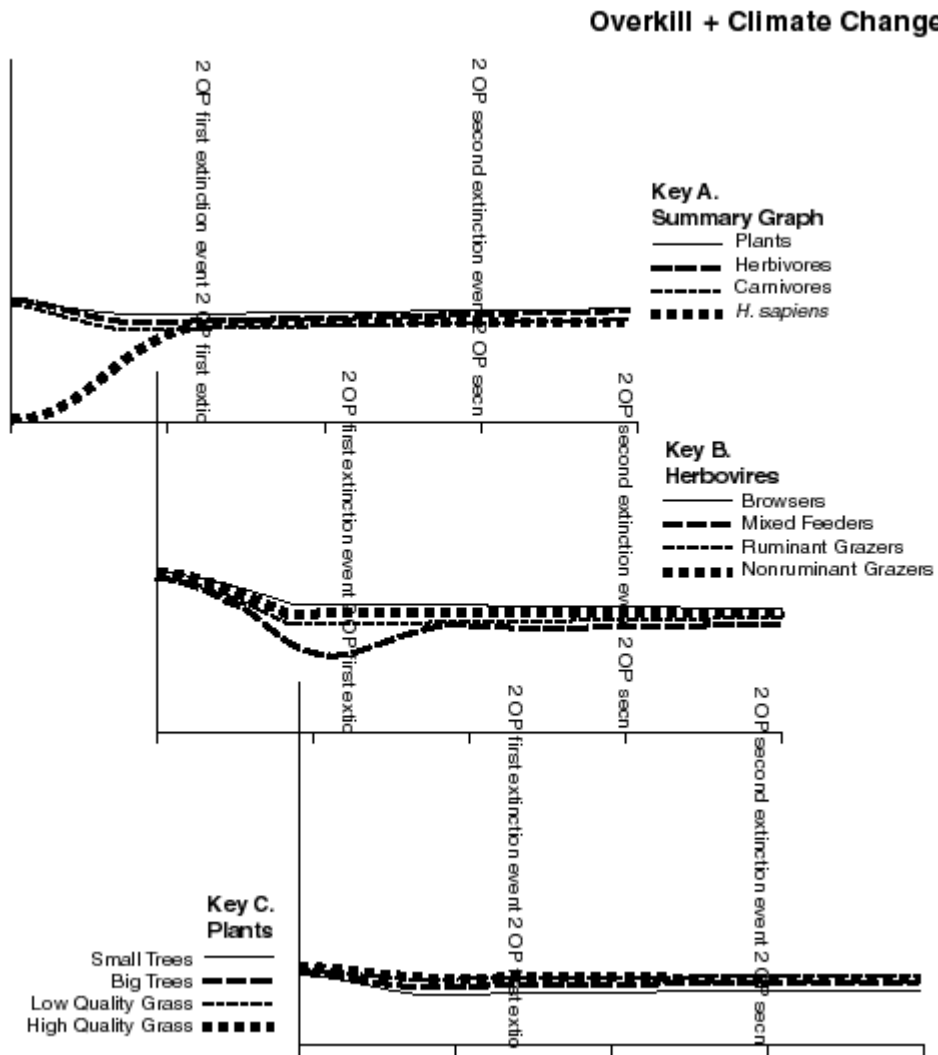 Overkill + Climate Change
2 OP first extinction event 2 OP first extic
2 OP second extinction event 2 OP secn
Key A.
Summary Graph
Plants
Herbivores
Carnivores
H. sapiens
2 OP first extinction event 2 OP first extic
2 OP second extinction event 2 OP secn
Key B.
Herbovires
Browsers
Mixed Feeders
Ruminant Grazers
Nonruminant Grazers
2 OP first extinction event 2 OP first extic
2 OP second extinction event 2 OP secn
Key C.
Plants
Small Trees
Big Trees
Low Quality Grass
High Quality Grass